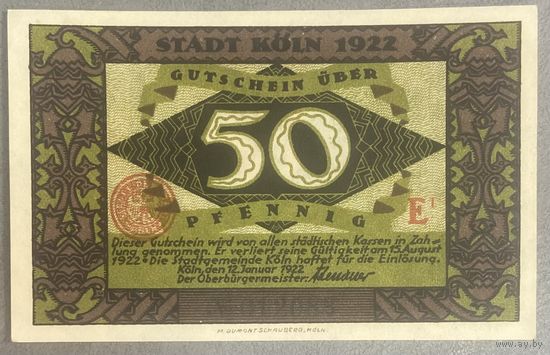 STADT KÖLN 1922
GUTSCHEIN ÜBER
50
PFENNIG
E1
Dieser Gutschein wird von allen städtischen Kassen in Zah-
lung genommen. Er verliert seine Gültigkeit am 15. August
1922. Die Stadtgemeinde Köln haftet für die Einlösung.
Köln, den 12. Januar 1922
Der Oberbürgermeister: Adenauer
M. DUMONT SCHAUBERG, KÖLN.
www.ay.by